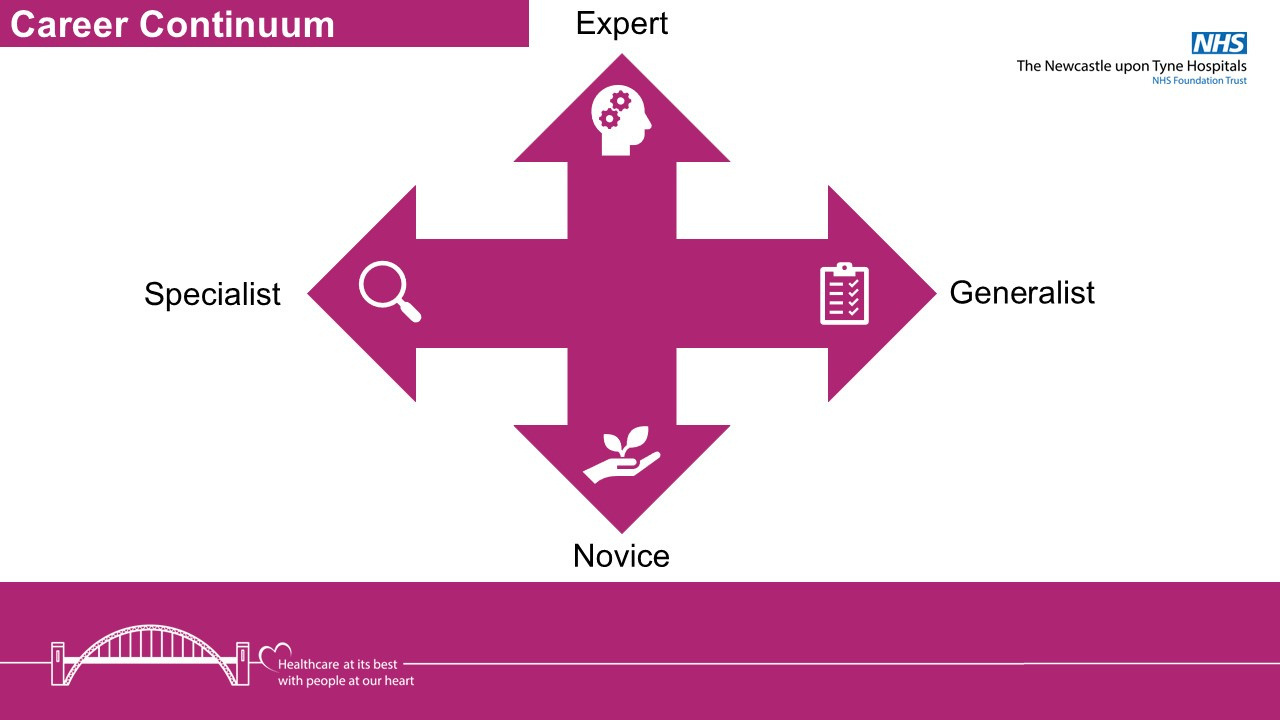 Career Continuum
Expert
NHS
The Newcastle upon Tyne Hospitals
NHS Foundation Trust
Specialist
Generalist
Novice
Healthcare at its best
with people at our heart